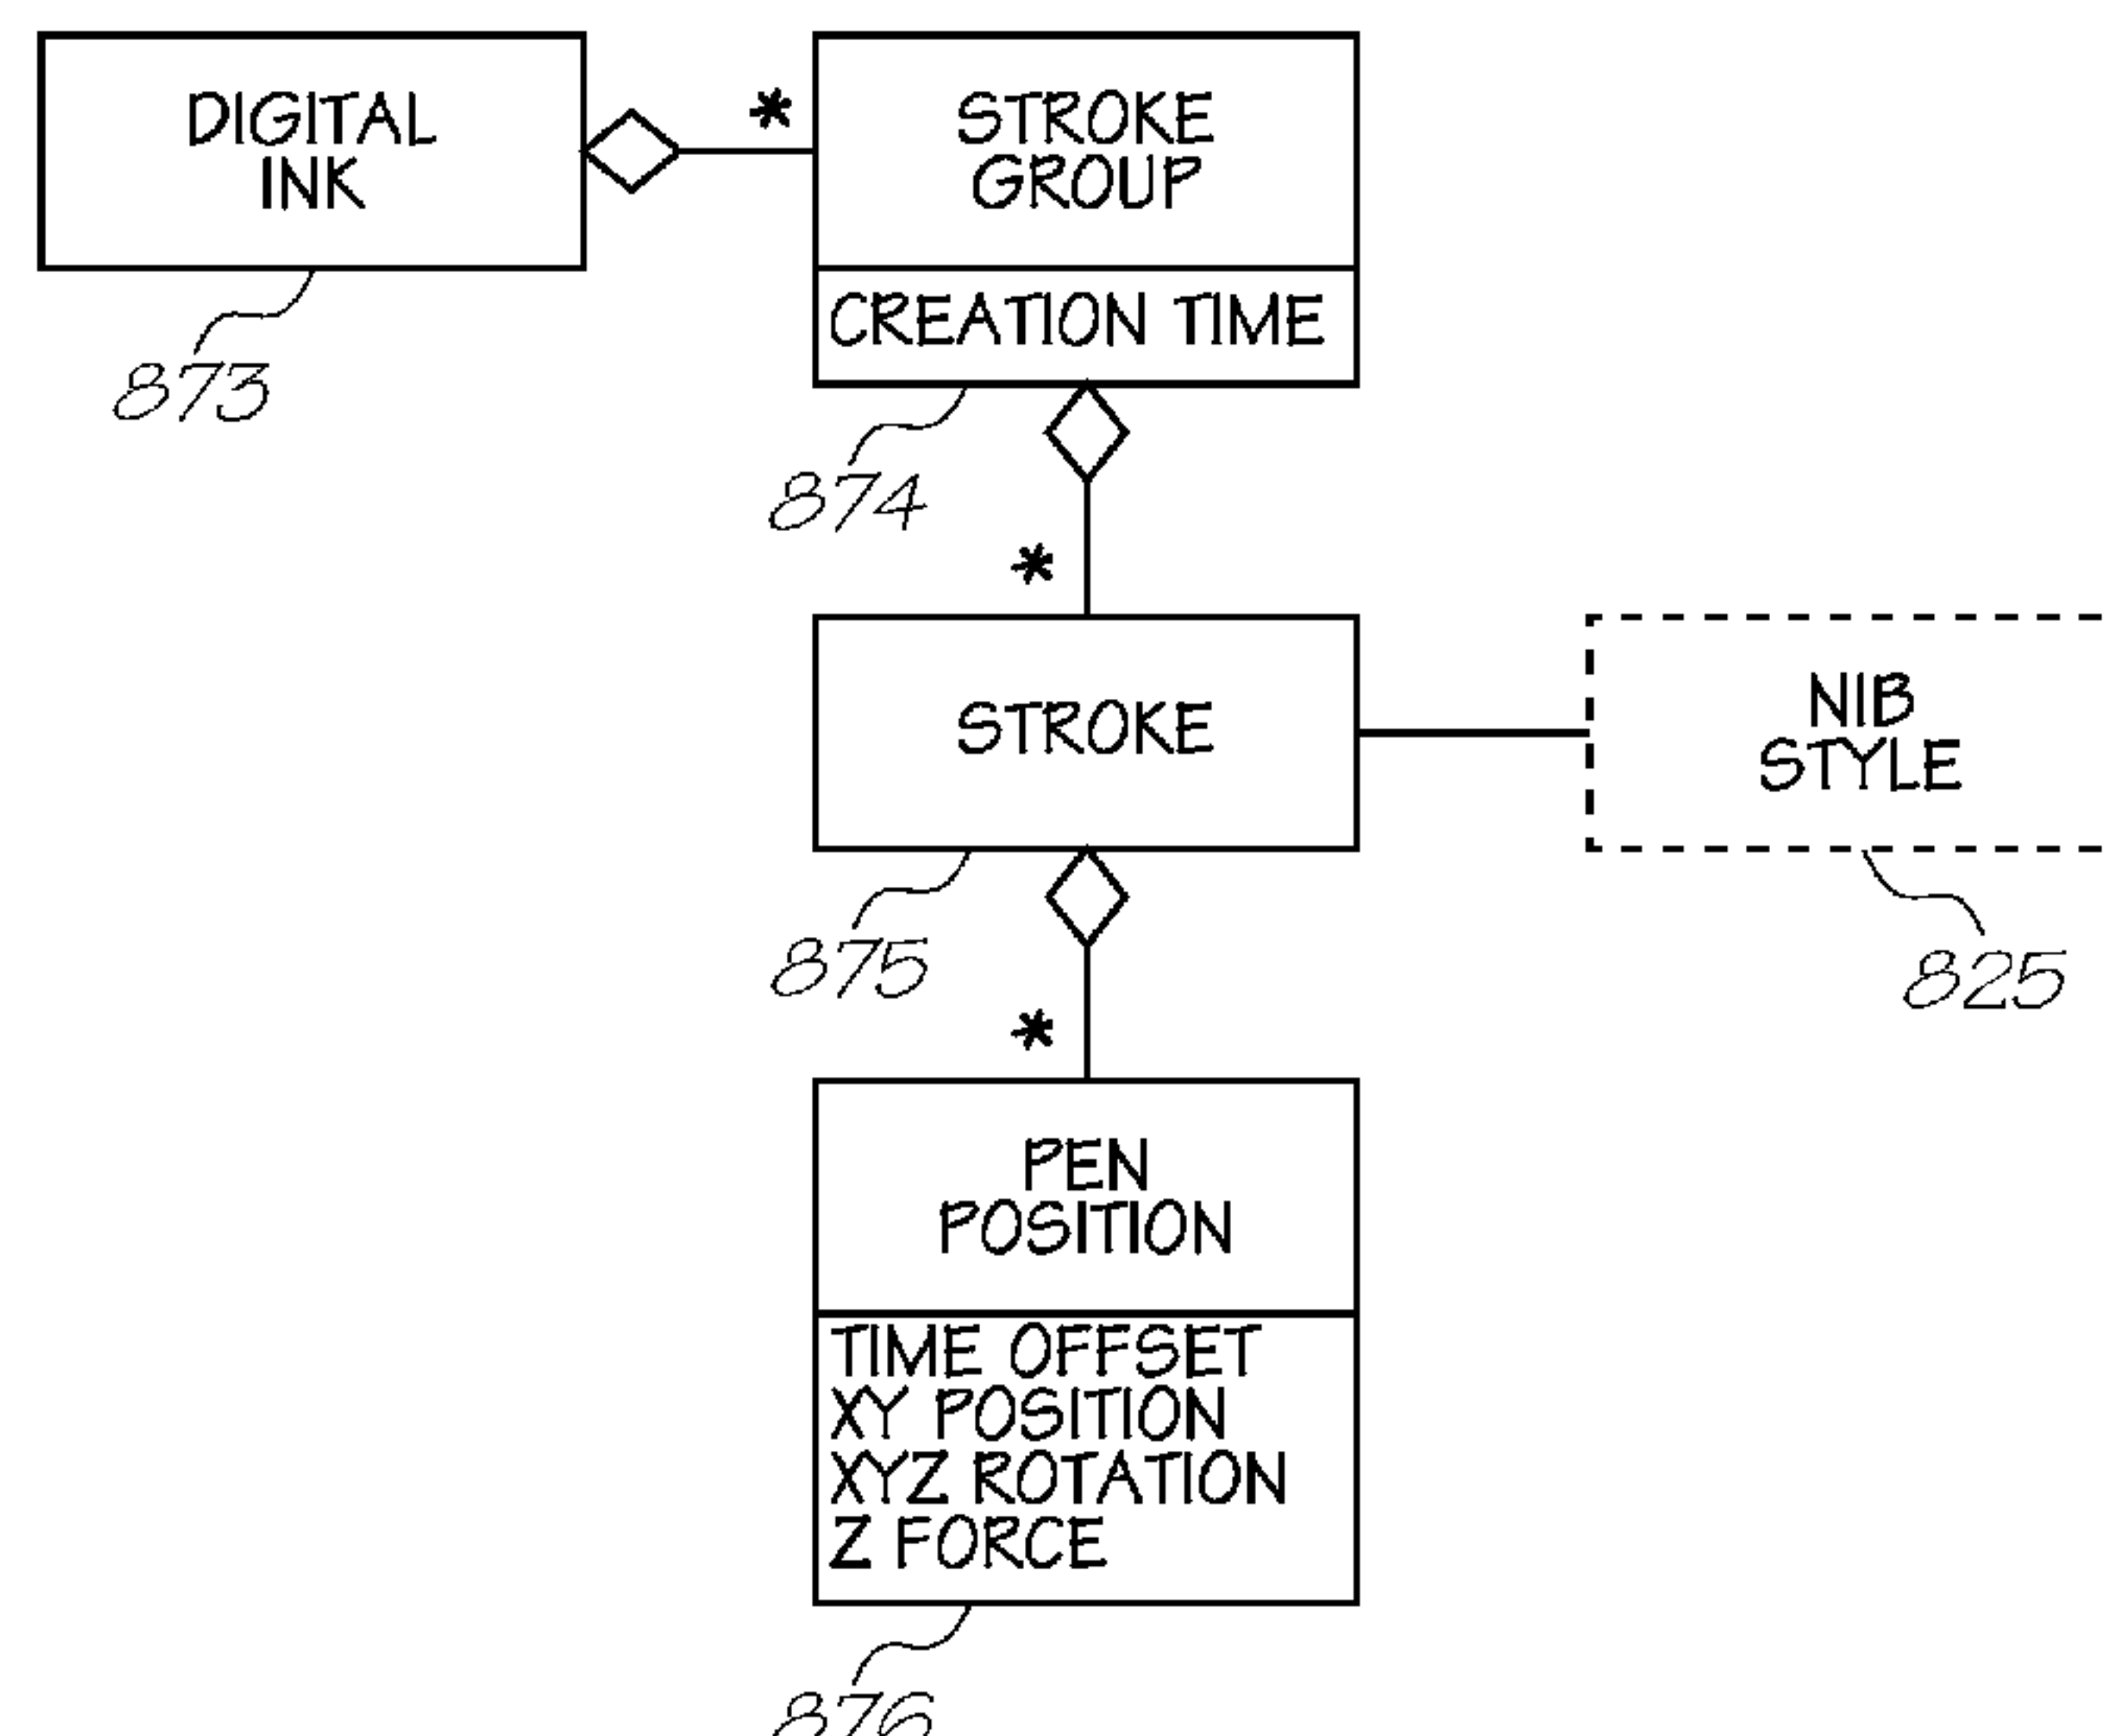 DIGITAL
INK
*
STROKE
GROUP
CREATION TIME
873
874
*
STROKE
NIB
STYLE
875
825
*
PEN
POSITION
TIME OFFSET
XY POSITION
XYZ ROTATION
Z FORCE
876